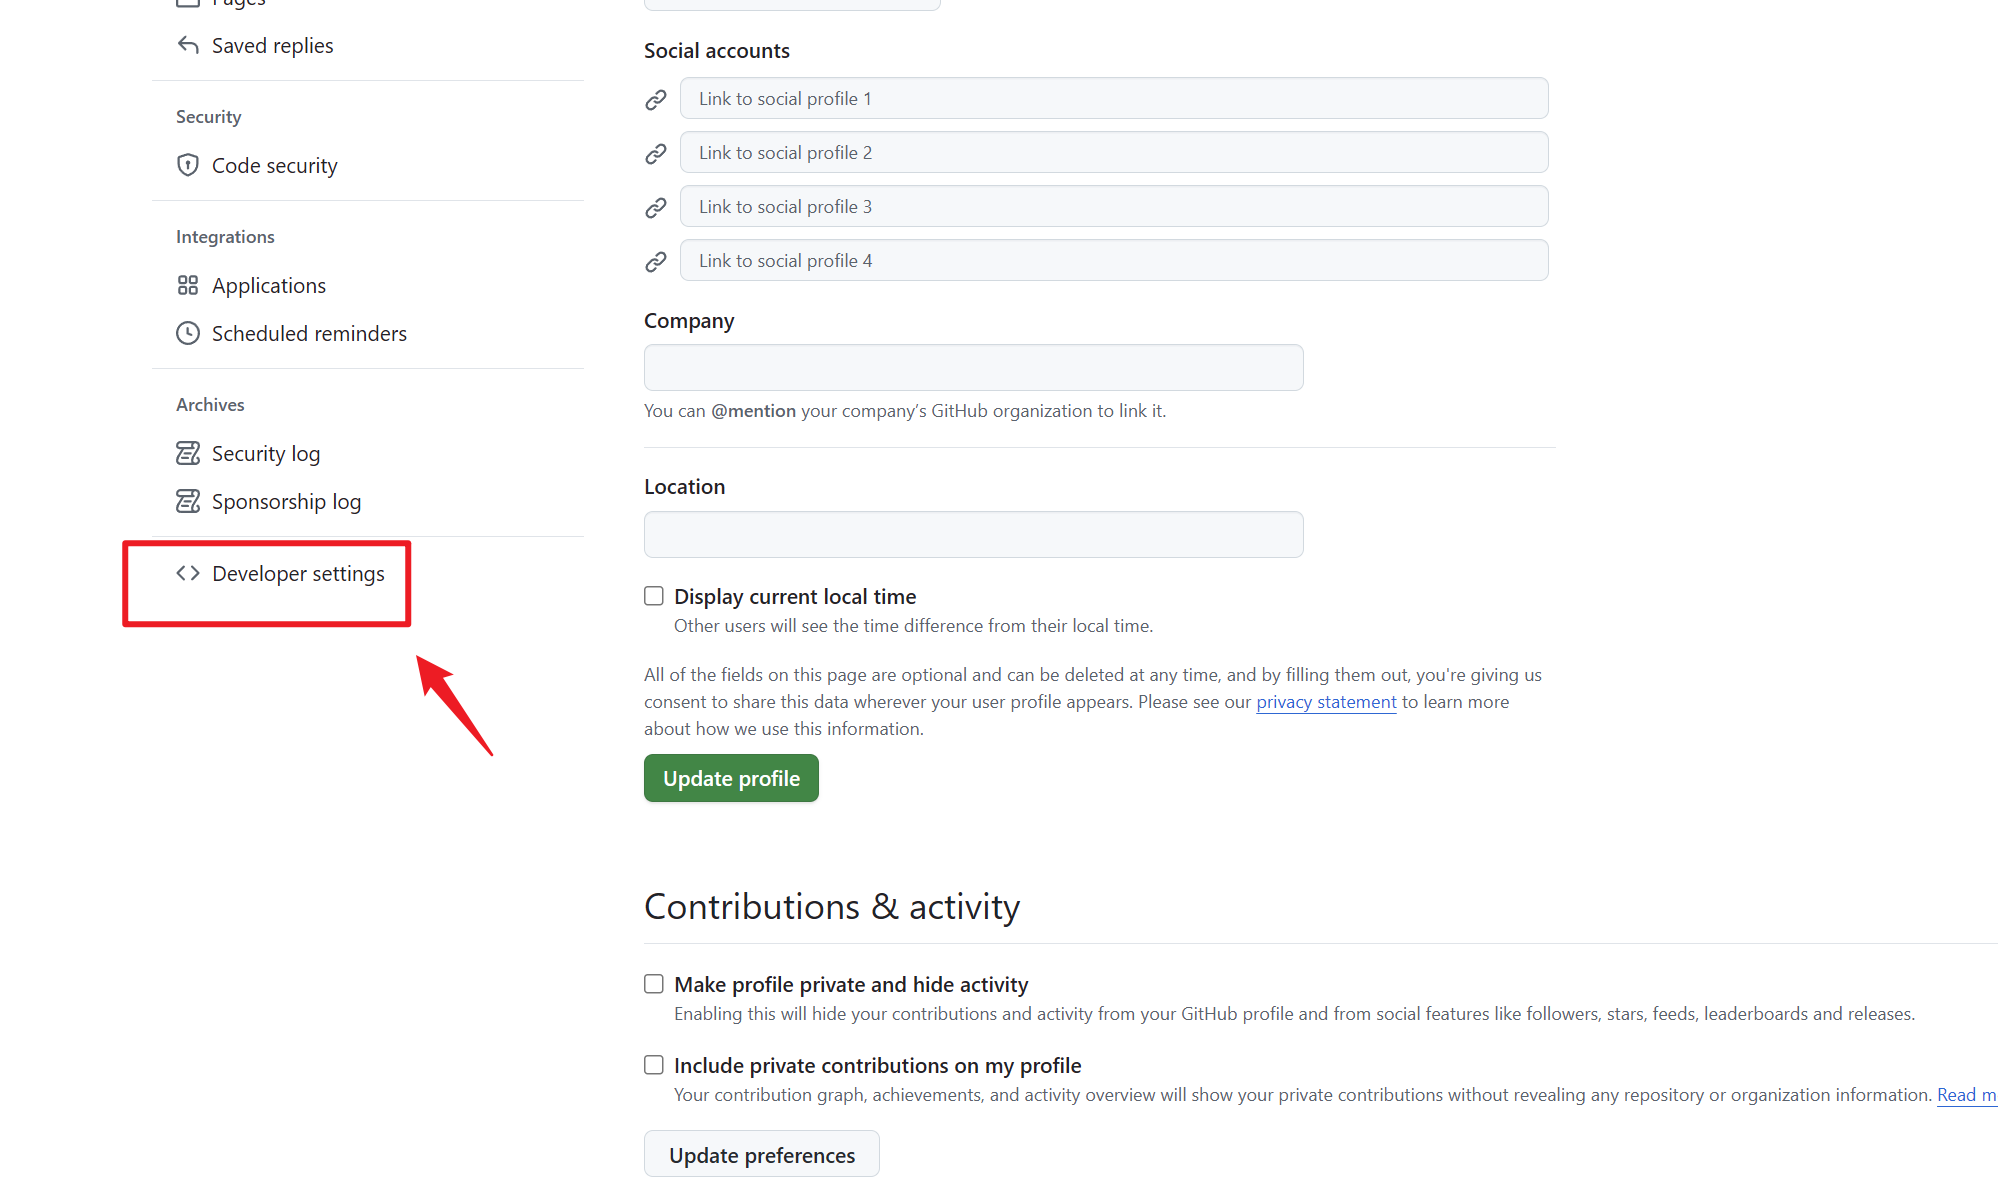 Pages
Saved replies
Security
Code security
Integrations
Applications
Scheduled reminders
Archives
Security log
Sponsorship log
Developer settings
Social accounts
Link to social profile 1
Link to social profile 2
Link to social profile 3
Link to social profile 4
Company
You can @mention your company’s GitHub organization to link it.
Location
Display current local time
Other users will see the time difference from their local time.
All of the fields on this page are optional and can be deleted at any time, and by filling them out, you're giving us
consent to share this data wherever your user profile appears. Please see our privacy statement to learn more
about how we use this information.
Update profile
Contributions & activity
Make profile private and hide activity
Enabling this will hide your contributions and activity from your GitHub profile and from social features like followers, stars, feeds, leaderboards and releases.
Include private contributions on my profile
Your contribution graph, achievements, and activity overview will show your private contributions without revealing any repository or organization information. Read m
Update preferences